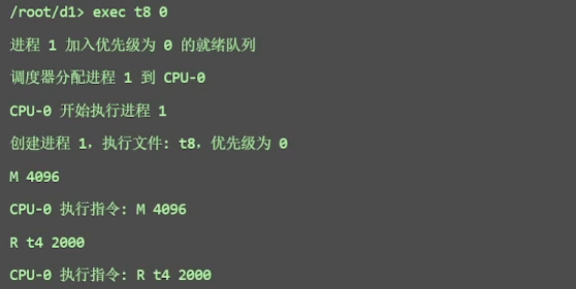 /root/d1> exec t8 0
进程 1 加入优先级为 0 的就绪队列
调度器分配进程 1 到 CPU-0
CPU-0 开始执行进程 1
创建进程 1，执行文件: t8，优先级为 0
M 4096
CPU-0 执行指令: M 4096
R t4 2000
CPU-0 执行指令: R t4 2000